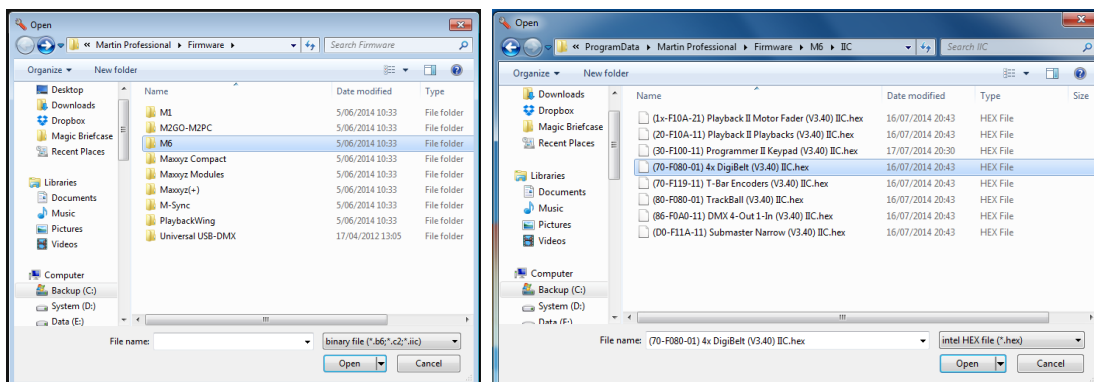 Open
« Martin Professional ▸ Firmware ▸
Search Firmware
Organize ▾ New folder
Desktop
Downloads
Dropbox
Magic Briefcase
Recent Places
Libraries
Documents
Music
Pictures
Videos
Computer
Backup (C:)
System (D:)
Data (E:)
Name Date modified Type
M1 5/06/2014 10:33 File folder
M2GO-M2PC 5/06/2014 10:33 File folder
M6 5/06/2014 10:33 File folder
Maxxyz Compact 5/06/2014 10:33 File folder
Maxxyz Modules 5/06/2014 10:33 File folder
Maxxyz(+) 5/06/2014 10:33 File folder
M-Sync 5/06/2014 10:33 File folder
PlaybackWing 5/06/2014 10:33 File folder
Universal USB-DMX 17/04/2012 13:05 File folder
File name: binary file (*.b6;*.c2;*.iic)
Open Cancel
Open
« ProgramData ▸ Martin Professional ▸ Firmware ▸ M6 ▸ IIC
Search IIC
Organize ▾ New folder
Downloads
Dropbox
Magic Briefcase
Recent Places
Libraries
Documents
Music
Pictures
Videos
Computer
Backup (C:)
System (D:)
Data (E:)
Name Date modified Type Size
(1x-F10A-21) Playback II Motor Fader (V3.40) IIC.hex 16/07/2014 20:43 HEX File
(20-F10A-11) Playback II Playbacks (V3.40) IIC.hex 16/07/2014 20:43 HEX File
(30-F100-11) Programmer II Keypad (V3.40) IIC.hex 17/07/2014 20:30 HEX File
(70-F080-01) 4x DigiBelt (V3.40) IIC.hex 16/07/2014 20:43 HEX File
(70-F119-11) T-Bar Encoders (V3.40) IIC.hex 16/07/2014 20:43 HEX File
(80-F080-01) TrackBall (V3.40) IIC.hex 16/07/2014 20:43 HEX File
(86-F0A0-11) DMX 4-Out 1-In (V3.40) IIC.hex 16/07/2014 20:43 HEX File
(D0-F11A-11) Submaster Narrow (V3.40) IIC.hex 16/07/2014 20:43 HEX File
File name: (70-F080-01) 4x DigiBelt (V3.40) IIC.hex intel HEX file (*.hex)
Open Cancel